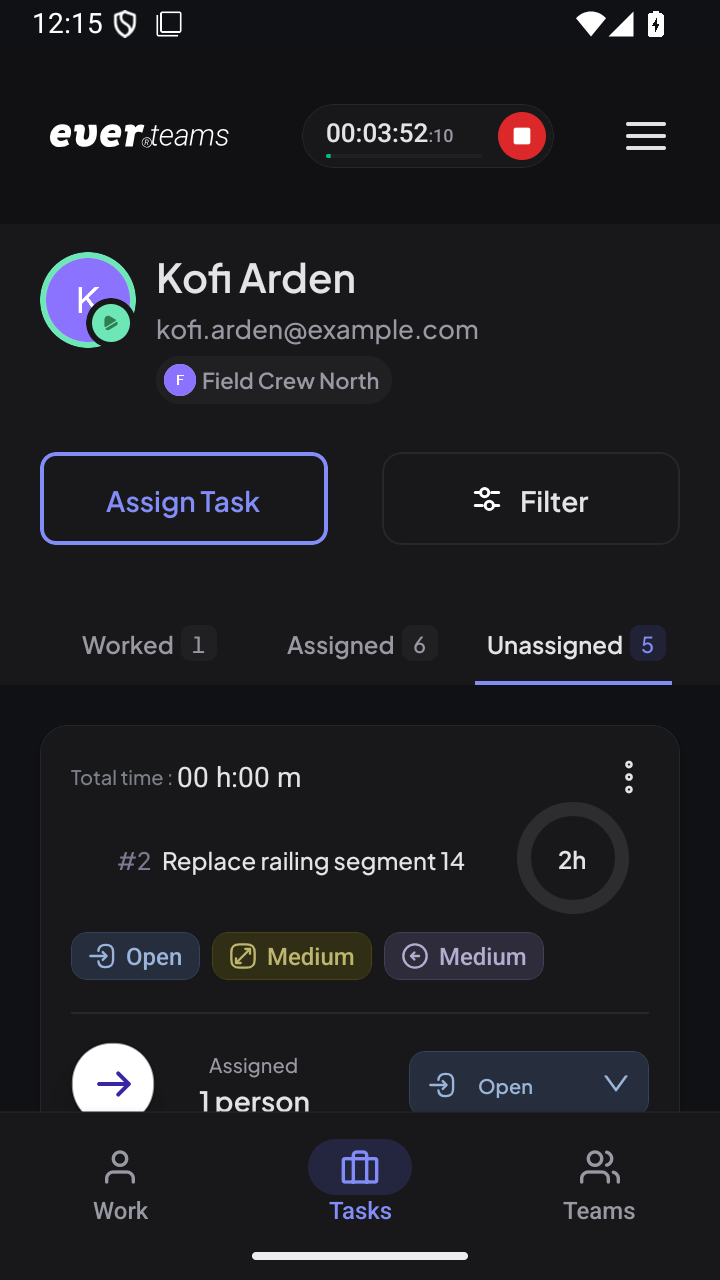 12:15
ever®teams
00:03:52:10
K
Kofi Arden
kofi.arden@example.com
F Field Crew North
Assign Task
Filter
Worked 1
Assigned 6
Unassigned 5
Total time : 00 h:00 m
#2 Replace railing segment 14
2h
Open
Medium
Medium
Assigned
1 person
Open
Work
Tasks
Teams